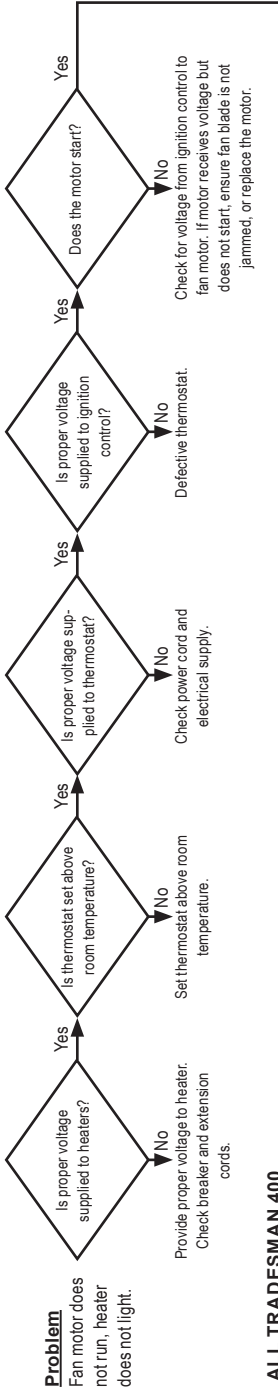 Problem
Fan motor does
not run, heater
does not light.
Is proper voltage
supplied to heaters?
Yes
No
Provide proper voltage to heater.
Check breaker and extension
cords.
Is thermostat set above
room temperature?
Yes
No
Set thermostat above room
temperature.
Is proper voltage sup-
plied to thermostat?
Yes
No
Check power cord and
electrical supply.
Is proper voltage
supplied to ignition
control?
Yes
No
Defective thermostat.
Does the motor start?
Yes
No
Check for voltage from ignition control to
fan motor. If motor receives voltage but
does not start, ensure fan blade is not
jammed, or replace the motor.
ALL TRADESMAN 400